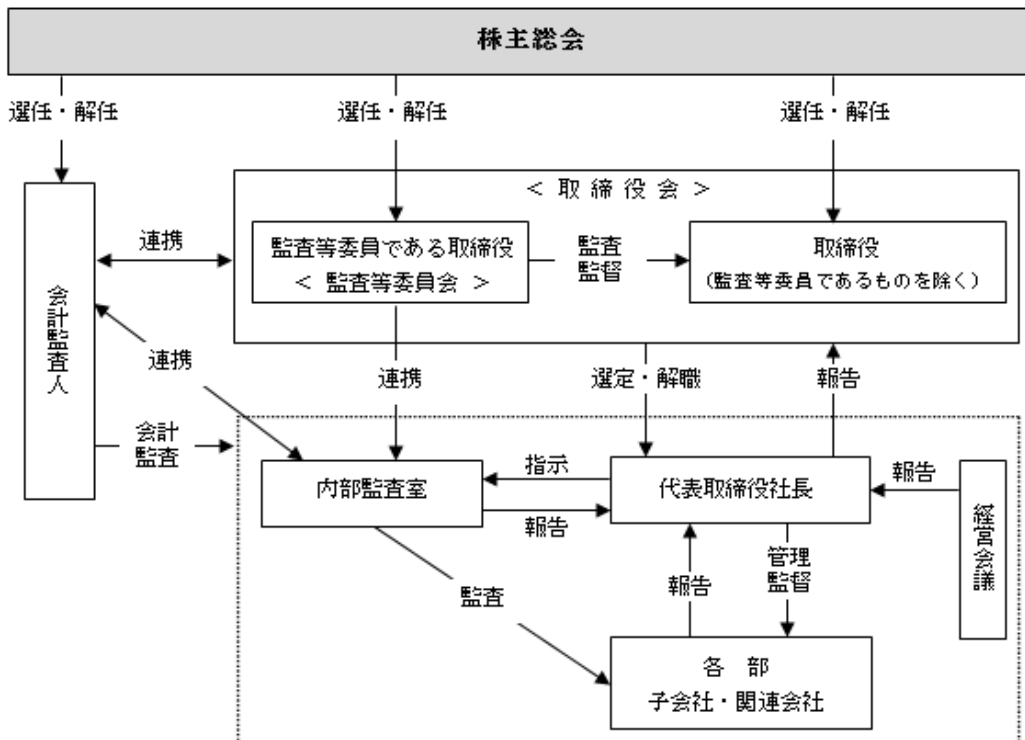 株主総会
選任・解任
選任・解任
選任・解任
< 取 締 役 会 >
監査等委員である取締役
< 監査等委員会 >
監査
監督
取締役
(監査等委員であるものを除く)
連携
会計監査人
連携
連携
選定・解職
報告
会計
監査
内部監査室
指示
報告
代表取締役社長
報告
経営会議
監査
報告
管理
監督
各 部
子会社・関連会社